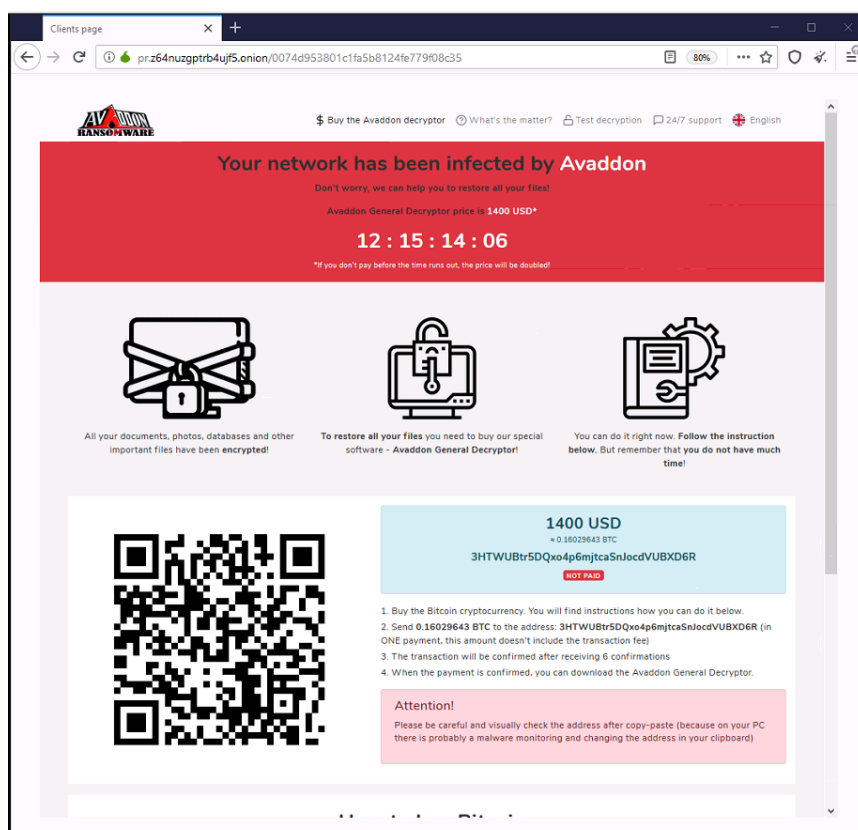 Clients page
pr.z64nuzgptrb4ujf5.onion/0074d953801c1fa5b8124fe779f08c35
80%
AVADDON
RANSOMWARE
$ Buy the Avaddon decryptor What's the matter? Test decryption 24/7 support English
Your network has been infected by Avaddon
Don't worry, we can help you to restore all your files!
Avaddon General Decryptor price is 1400 USD*
12 : 15 : 14 : 06
*If you don't pay before the time runs out, the price will be doubled!
All your documents, photos, databases and other
important files have been encrypted!
To restore all your files you need to buy our special
software - Avaddon General Decryptor!
You can do it right now. Follow the instruction
below. But remember that you do not have much
time!
1400 USD
≈ 0.16029643 BTC
3HTWUBtr5DQxo4p6mjtcaSnJocdVUBXD6R
NOT PAID
1. Buy the Bitcoin cryptocurrency. You will find instructions how you can do it below.
2. Send 0.16029643 BTC to the address: 3HTWUBtr5DQxo4p6mjtcaSnJocdVUBXD6R (in
ONE payment, this amount doesn't include the transaction fee)
3. The transaction will be confirmed after receiving 6 confirmations
4. When the payment is confirmed, you can download the Avaddon General Decryptor.
Attention!
Please be careful and visually check the address after copy-paste (because on your PC
there is probably a malware monitoring and changing the address in your clipboard)